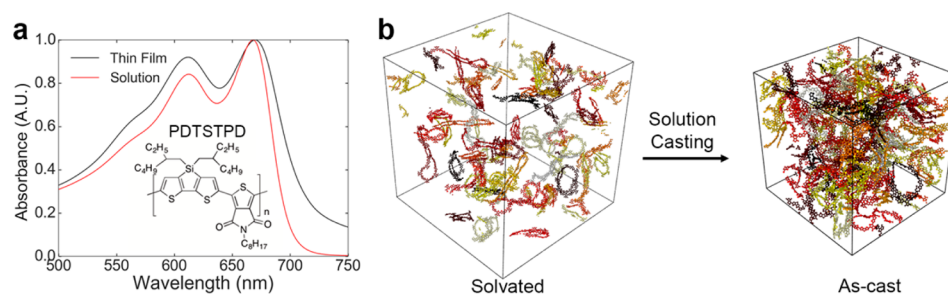 a
Absorbance (A.U.)
1.0
0.8
0.6
0.4
0.2
0.0
Thin Film
Solution
PDTSTPD
C₂H₅
C₂H₅
C₄H₉
C₄H₉
Si
S
S
S
n
O
N
O
C₈H₁₇
500
550
600
650
700
750
Wavelength (nm)
b
Solvated
Solution
Casting
As-cast